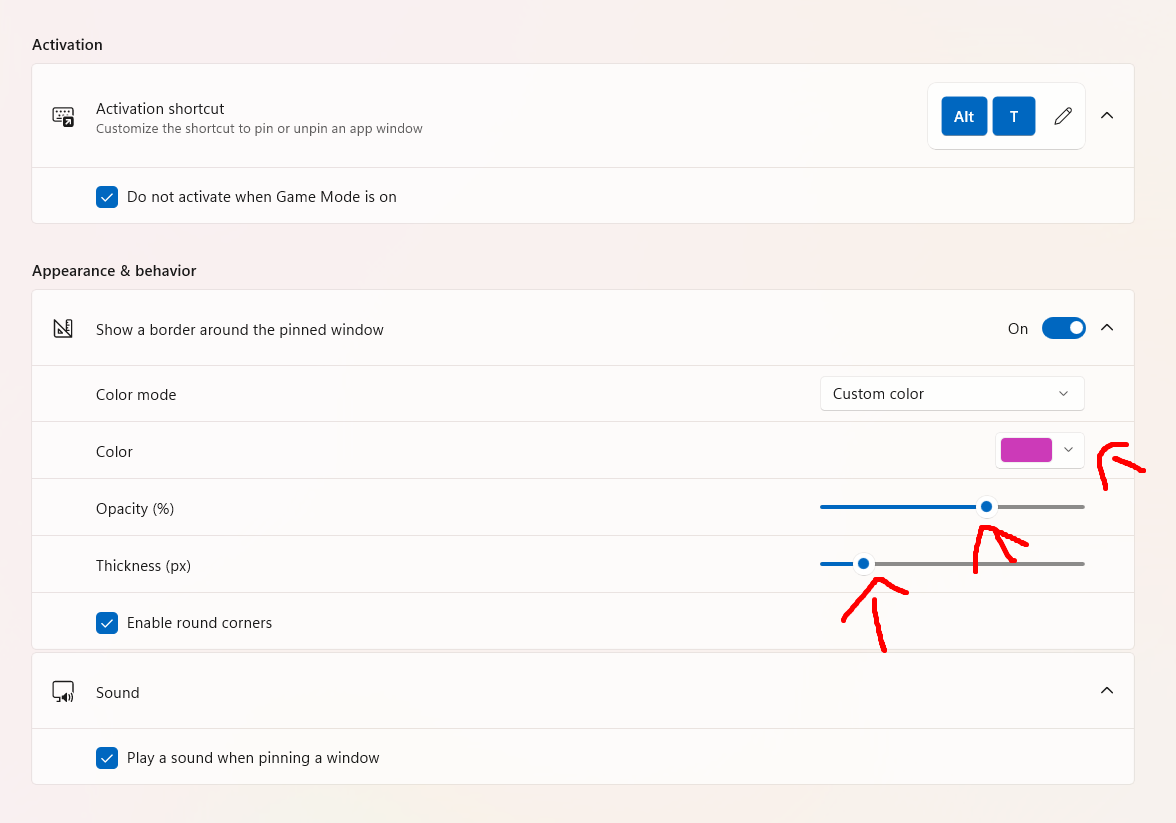 Activation
Activation shortcut
Customize the shortcut to pin or unpin an app window
Alt T
Do not activate when Game Mode is on
Appearance & behavior
Show a border around the pinned window
On
Color mode
Custom color
Color
Opacity (%)
Thickness (px)
Enable round corners
Sound
Play a sound when pinning a window